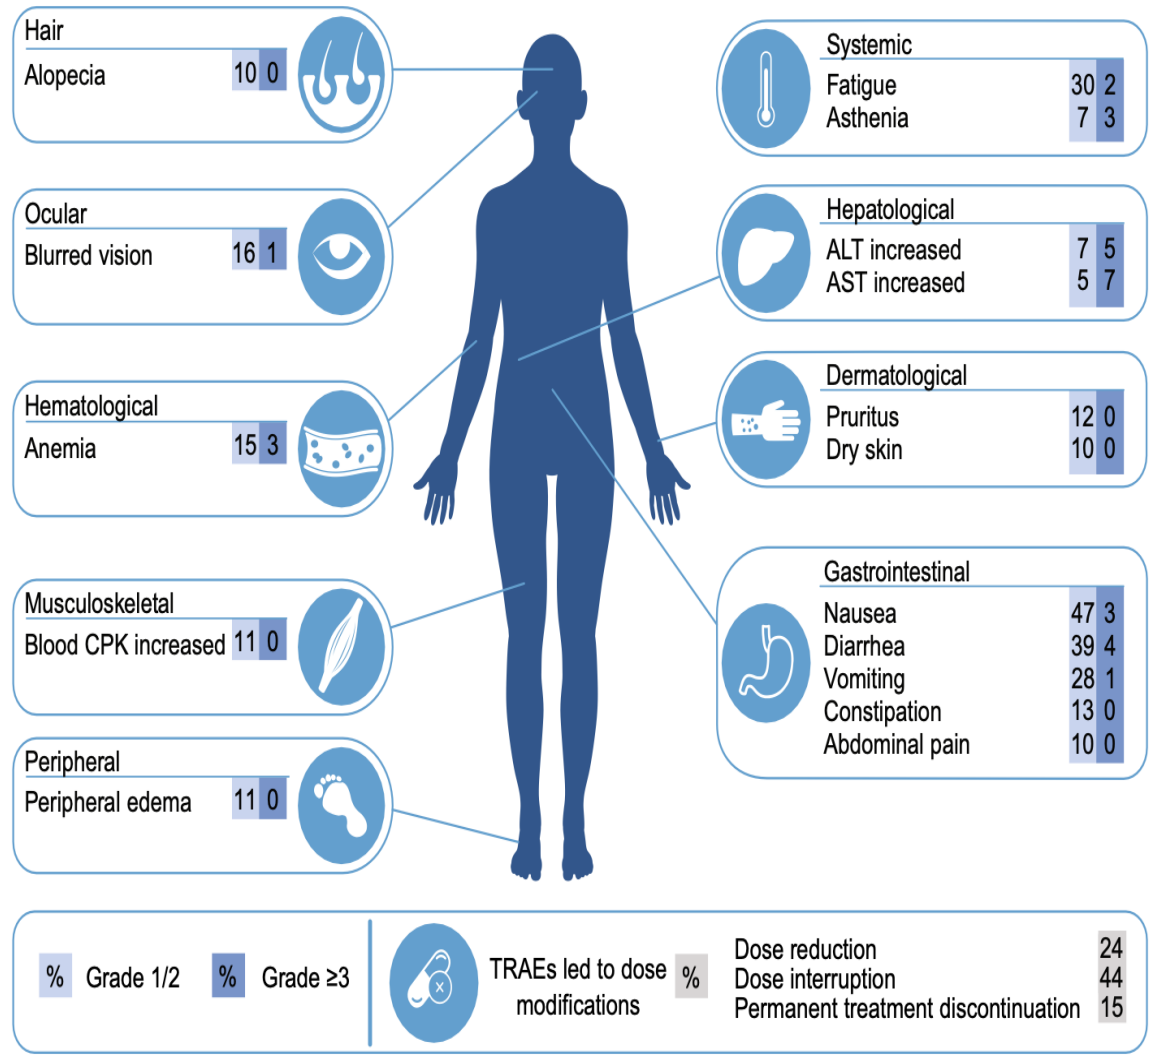 Hair
Alopecia 10 0
Ocular
Blurred vision 16 1
Hematological
Anemia 15 3
Musculoskeletal
Blood CPK increased 11 0
Peripheral
Peripheral edema 11 0
Systemic
Fatigue 30 2
Asthenia 7 3
Hepatological
ALT increased 7 5
AST increased 5 7
Dermatological
Pruritus 12 0
Dry skin 10 0
Gastrointestinal
Nausea 47 3
Diarrhea 39 4
Vomiting 28 1
Constipation 13 0
Abdominal pain 10 0
% Grade 1/2 % Grade ≥3
TRAEs led to dose
modifications
%
Dose reduction 24
Dose interruption 44
Permanent treatment discontinuation 15